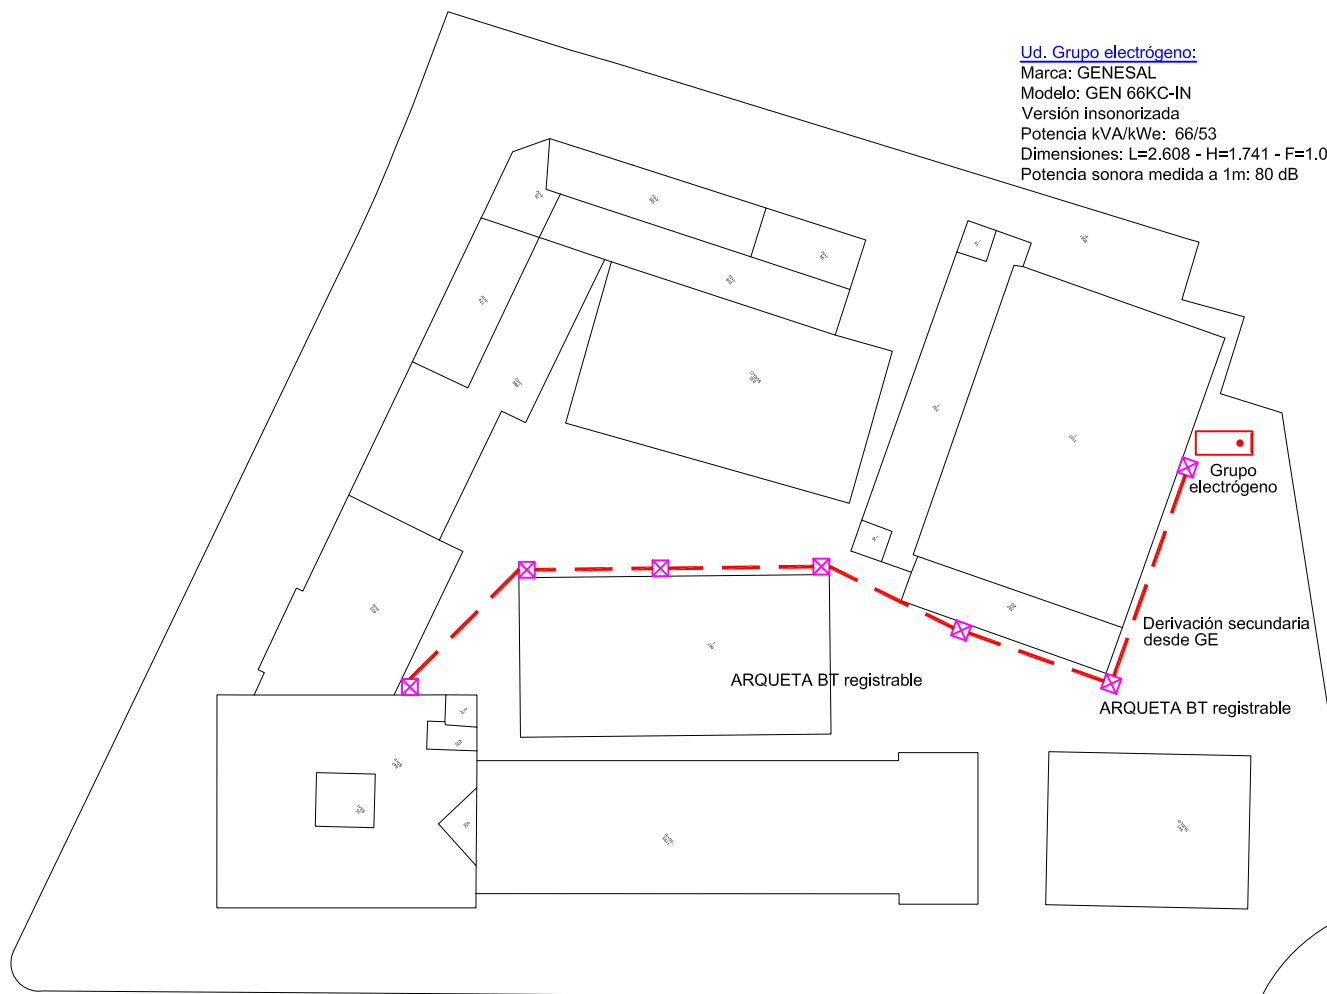 Ud. Grupo electrógeno:
Marca: GENESAL
Modelo: GEN 66KC-IN
Versión insonorizada
Potencia kVA/kWe: 66/53
Dimensiones: L=2.608 - H=1.741 - F=1.0
Potencia sonora medida a 1m: 80 dB
Grupo
electrógeno
Derivación secundaria
desde GE
ARQUETA BT registrable
ARQUETA BT registrable